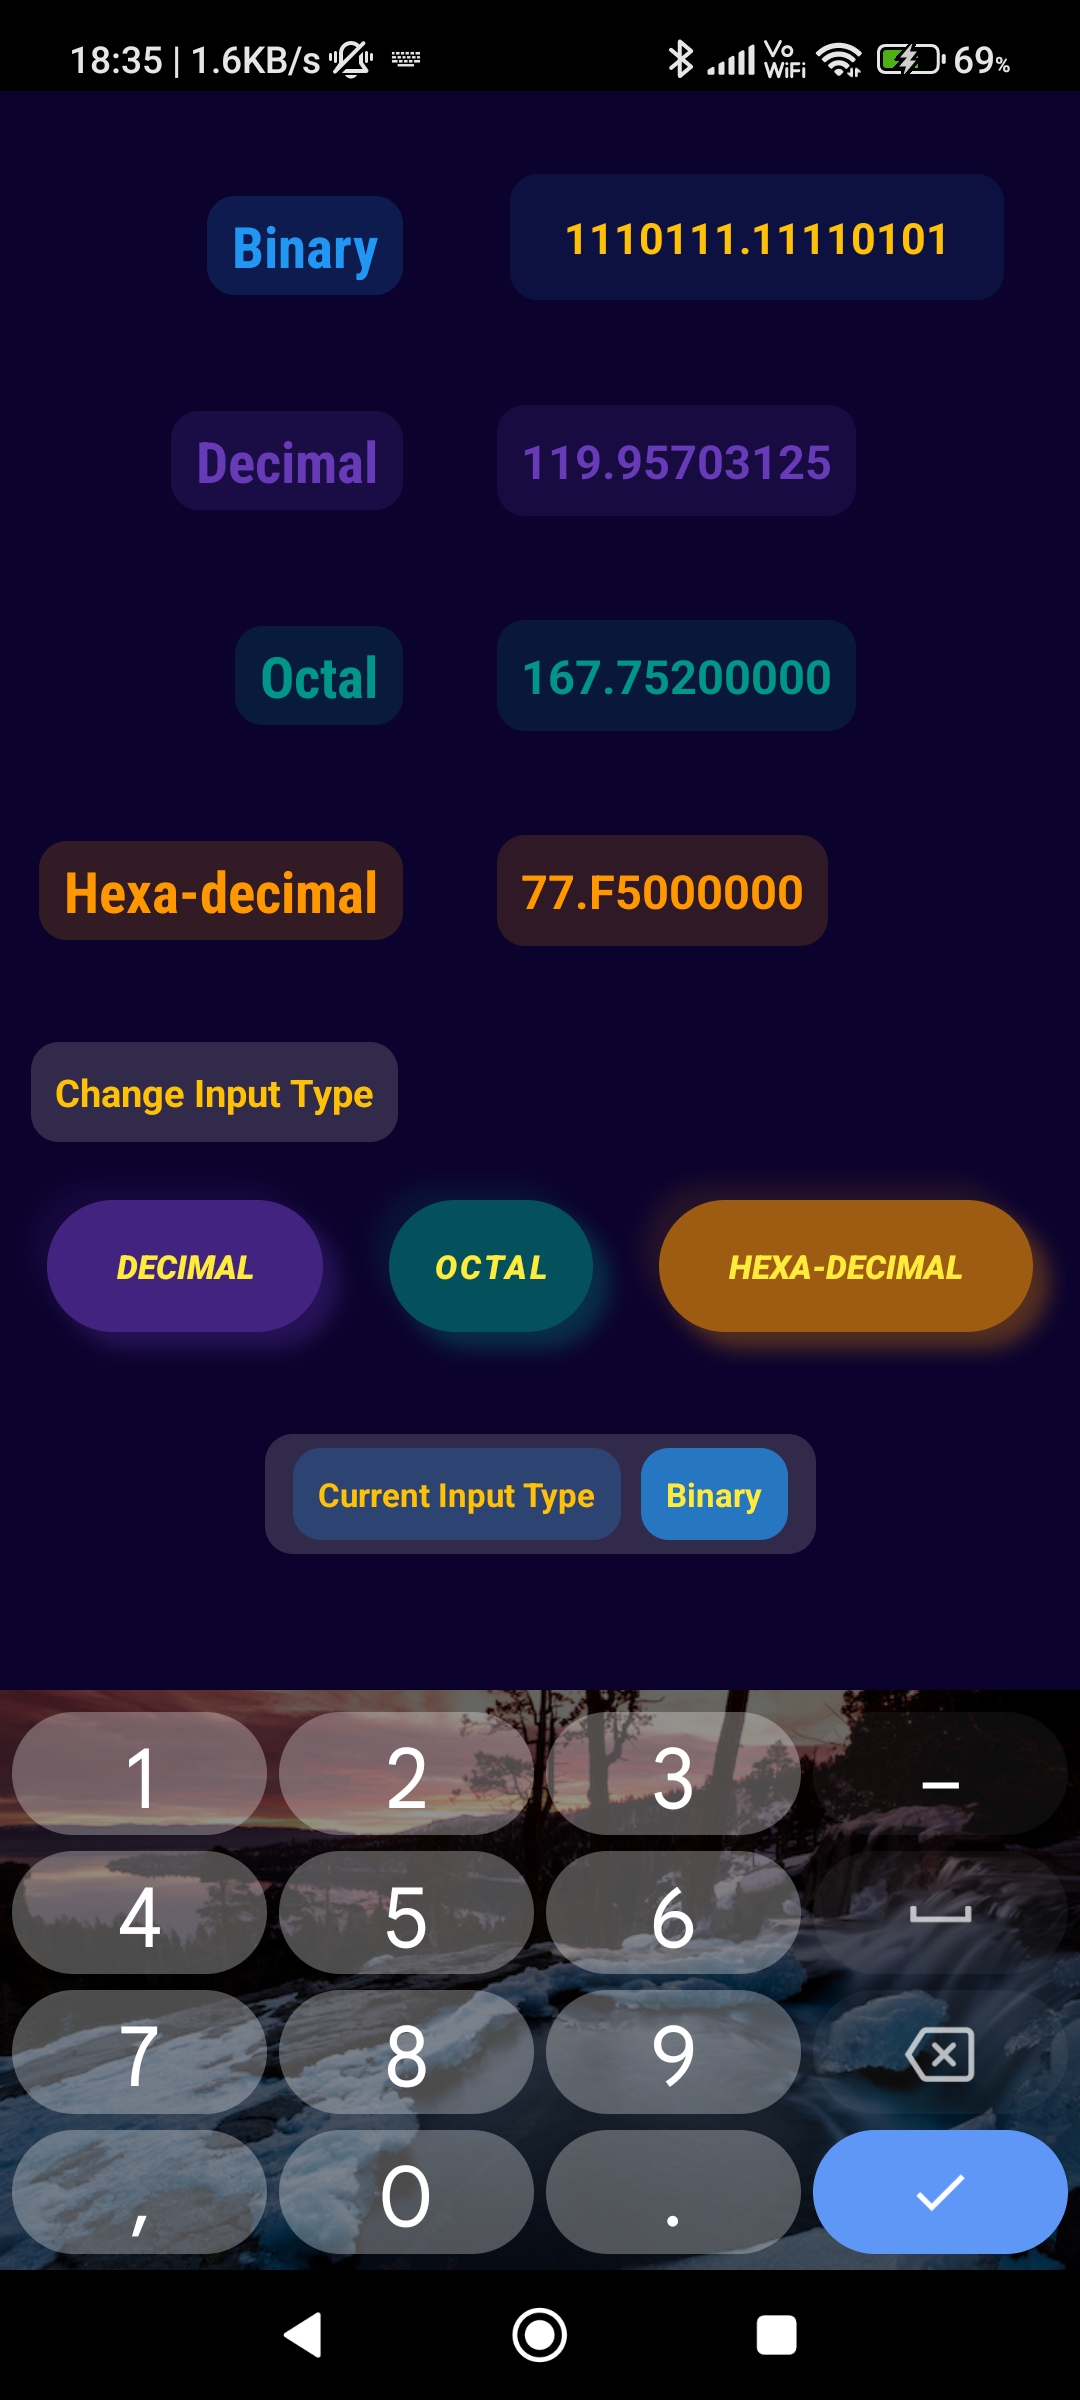 18:35 | 1.6KB/s Vo WiFi 69%
Binary 1110111.11110101
Decimal 119.95703125
Octal 167.75200000
Hexa-decimal 77.F5000000
Change Input Type
DECIMAL OCTAL HEXA-DECIMAL
Current Input Type Binary
1 2 3 –
4 5 6
7 8 9
, 0 .